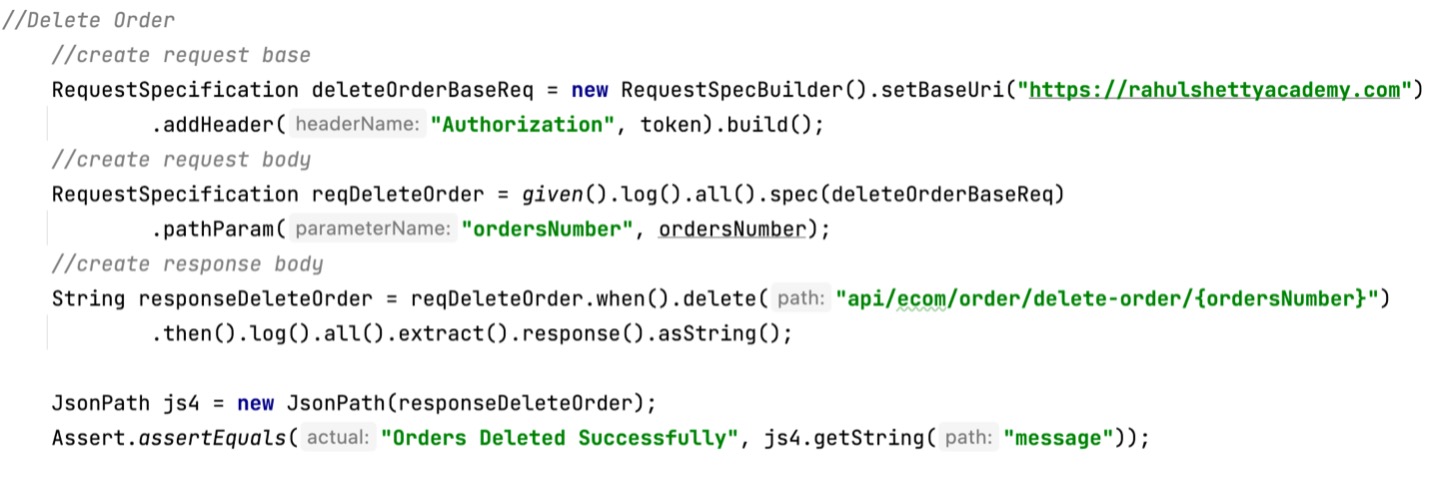 //Delete Order
//create request base
RequestSpecification deleteOrderBaseReq = new RequestSpecBuilder().setBaseUri("https://rahulshettyacademy.com")
.addHeader( headerName: "Authorization", token).build();
//create request body
RequestSpecification reqDeleteOrder = given().log().all().spec(deleteOrderBaseReq)
.pathParam( parameterName: "ordersNumber", ordersNumber);
//create response body
String responseDeleteOrder = reqDeleteOrder.when().delete( path: "api/ecom/order/delete-order/{ordersNumber}")
.then().log().all().extract().response().asString();
JsonPath js4 = new JsonPath(responseDeleteOrder);
Assert.assertEquals( actual: "Orders Deleted Successfully", js4.getString( path: "message"));